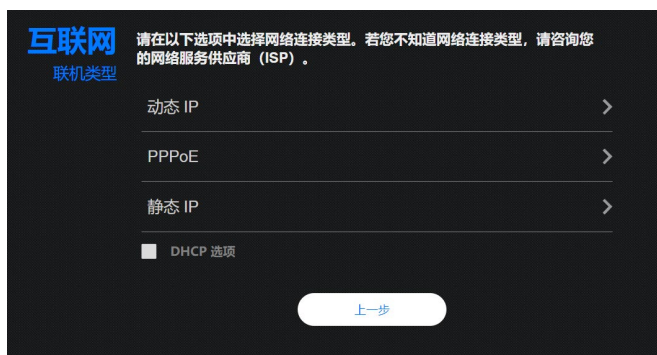 互联网
联机类型
请在以下选项中选择网络连接类型。若您不知道网络连接类型，请咨询您
的网络服务供应商（ISP）。
动态 IP
PPPoE
静态 IP
DHCP 选项
上一步